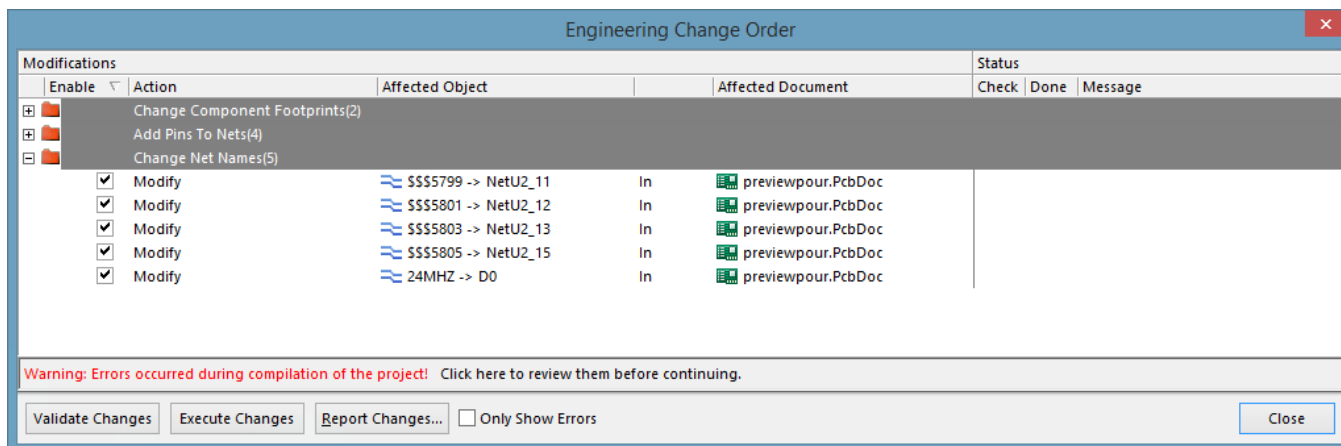 Engineering Change Order
Modifications Status
Enable Action Affected Object Affected Document Check Done Message
Change Component Footprints(2)
Add Pins To Nets(4)
Change Net Names(5)
Modify $$$5799 -> NetU2_11 In previewpour.PcbDoc
Modify $$$5801 -> NetU2_12 In previewpour.PcbDoc
Modify $$$5803 -> NetU2_13 In previewpour.PcbDoc
Modify $$$5805 -> NetU2_15 In previewpour.PcbDoc
Modify 24MHZ -> D0 In previewpour.PcbDoc
Warning: Errors occurred during compilation of the project! Click here to review them before continuing.
Validate Changes Execute Changes Report Changes... Only Show Errors Close